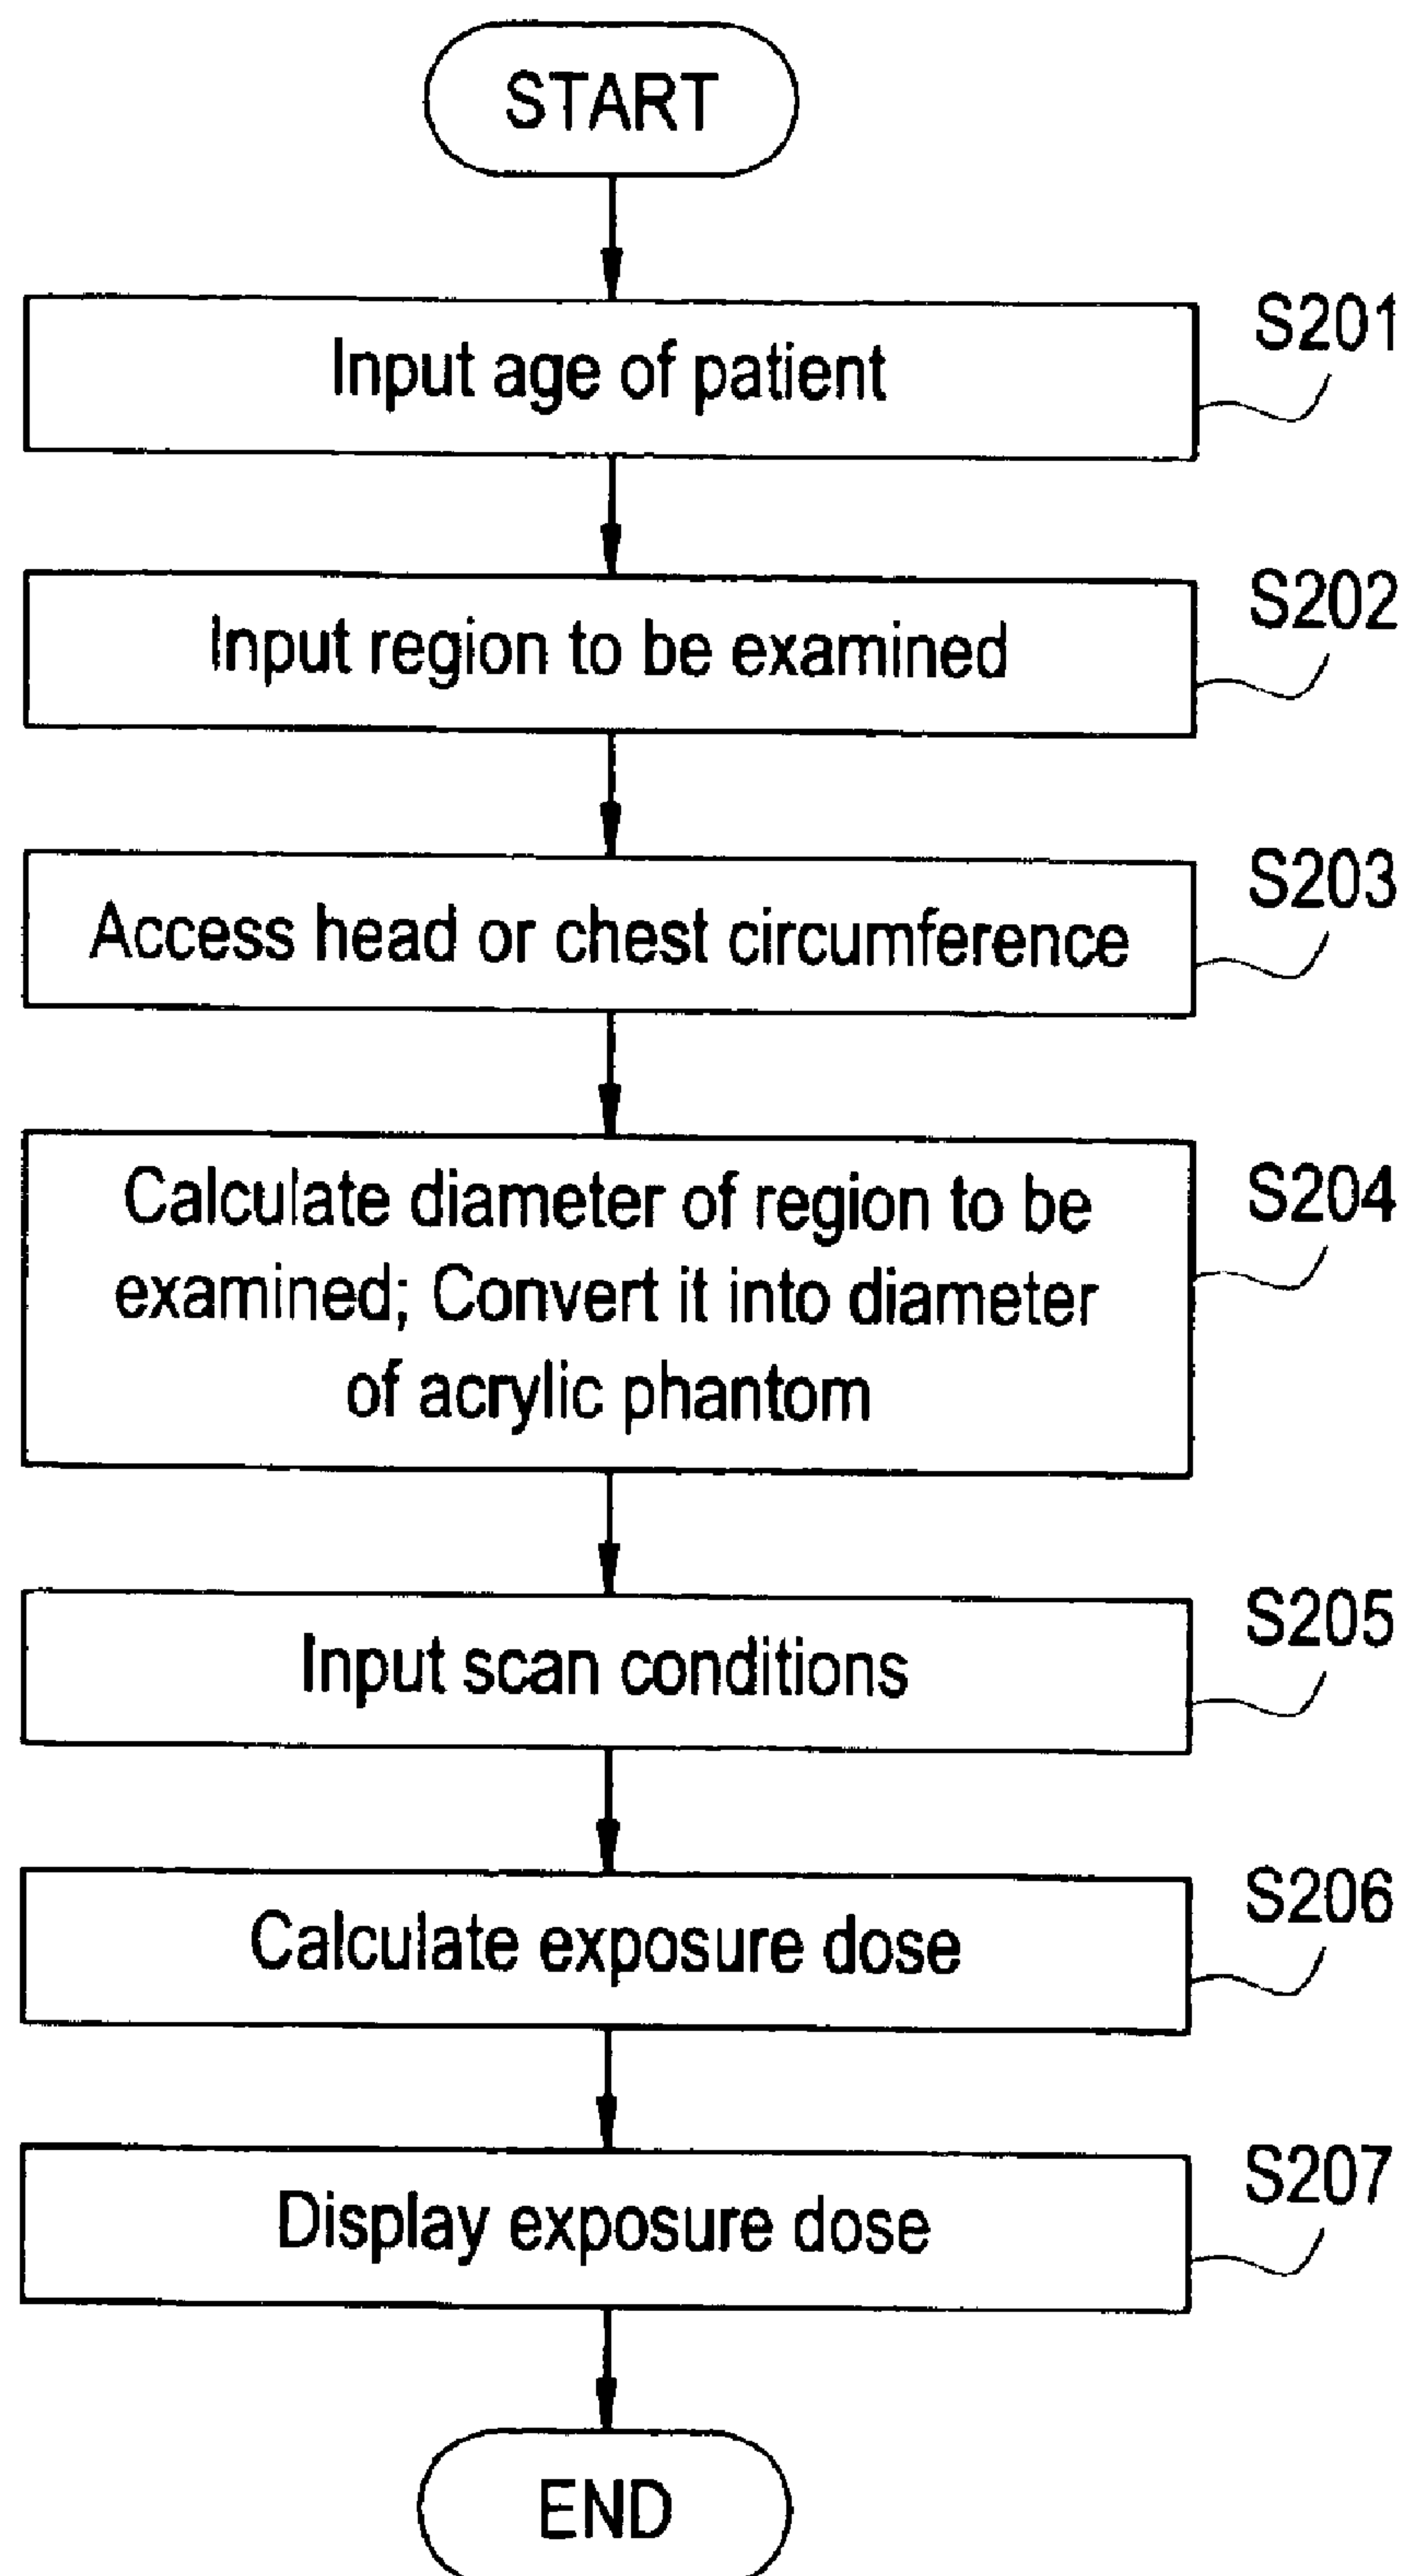 START
Input age of patient
S201
Input region to be examined
S202
Access head or chest circumference
S203
Calculate diameter of region to be
examined; Convert it into diameter
of acrylic phantom
S204
Input scan conditions
S205
Calculate exposure dose
S206
Display exposure dose
S207
END